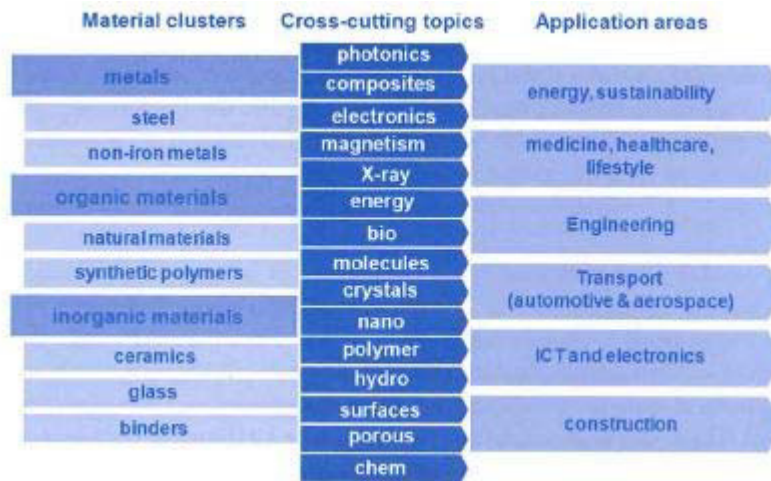 Material clusters
Cross-cutting topics
Application areas
metals
steel
non-iron metals
organic materials
natural materials
synthetic polymers
inorganic materials
ceramics
glass
binders
photonics
composites
electronics
magnetism
X-ray
energy
bio
molecules
crystals
nano
polymer
hydro
surfaces
porous
chem
energy, sustainability
medicine, healthcare,
lifestyle
Engineering
Transport
(automotive & aerospace)
ICT and electronics
construction